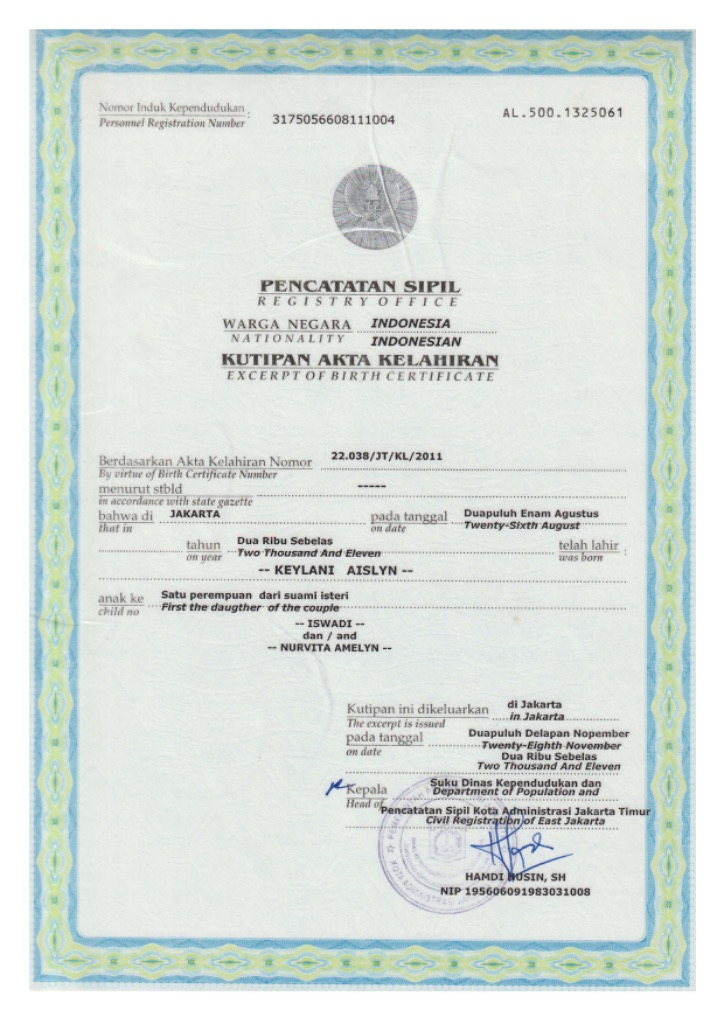 Nomor Induk Kependudukan :
Personnel Registration Number
3175056608111004
AL.500.1325061
PENCATATAN SIPIL
REGISTRY OFFICE
WARGA NEGARA INDONESIA
NATIONALITY INDONESIAN
KUTIPAN AKTA KELAHIRAN
EXCERPT OF BIRTH CERTIFICATE
Berdasarkan Akta Kelahiran Nomor 22.038/JT/KL/2011
By virtue of Birth Certificate Number
menurut stbld -----
in accordance with state gazette
bahwa di JAKARTA pada tanggal Duapuluh Enam Agustus
that in on date Twenty-Sixth August
tahun Dua Ribu Sebelas telah lahir :
on year Two Thousand And Eleven was born
-- KEYLANI AISLYN --
anak ke Satu perempuan dari suami isteri
child no First the daugther of the couple
-- ISWADI --
dan / and
-- NURVITA AMELYN --
Kutipan ini dikeluarkan di Jakarta
The excerpt is issued in Jakarta
pada tanggal Duapuluh Delapan Nopember
on date Twenty-Eighth November
Dua Ribu Sebelas
Two Thousand And Eleven
Kepala Suku Dinas Kependudukan dan
Head of Department of Population and
Pencatatan Sipil Kota Administrasi Jakarta Timur
Civil Registration of East Jakarta
HAMDI HUSIN, SH
NIP 195606091983031008